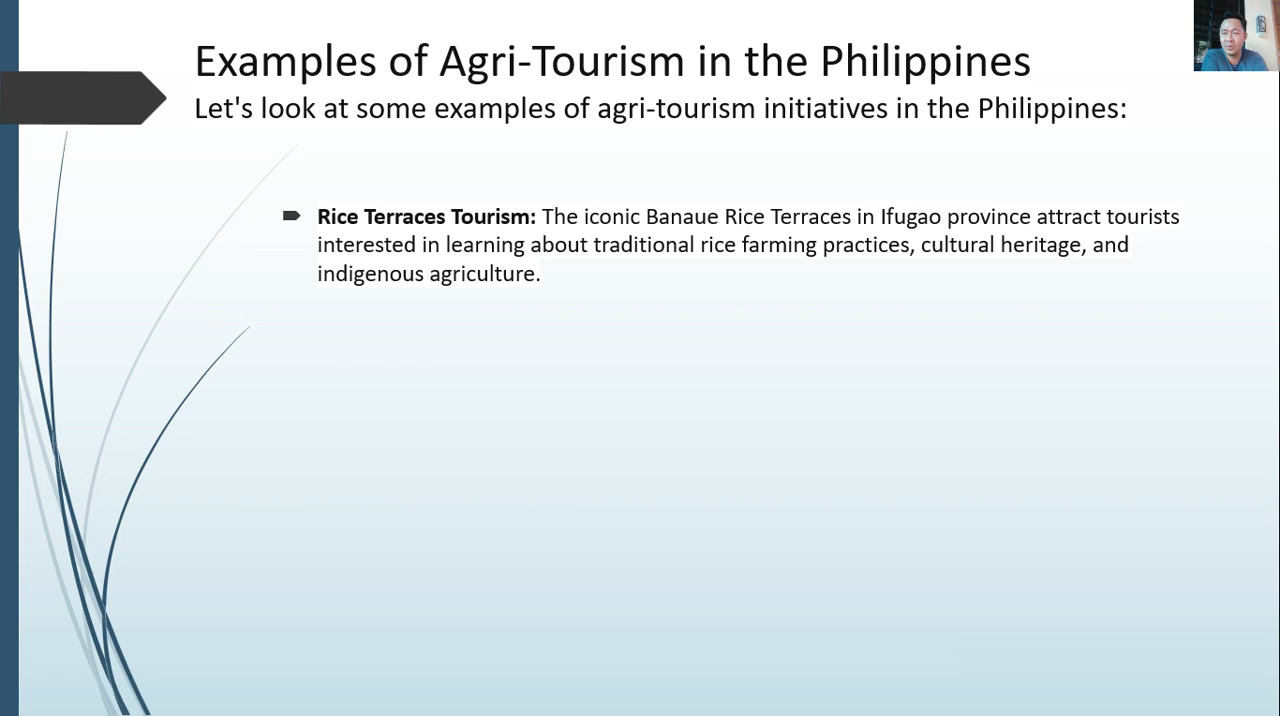 Examples of Agri-Tourism in the Philippines
Let's look at some examples of agri-tourism initiatives in the Philippines:
Rice Terraces Tourism: The iconic Banaue Rice Terraces in Ifugao province attract tourists
interested in learning about traditional rice farming practices, cultural heritage, and
indigenous agriculture.